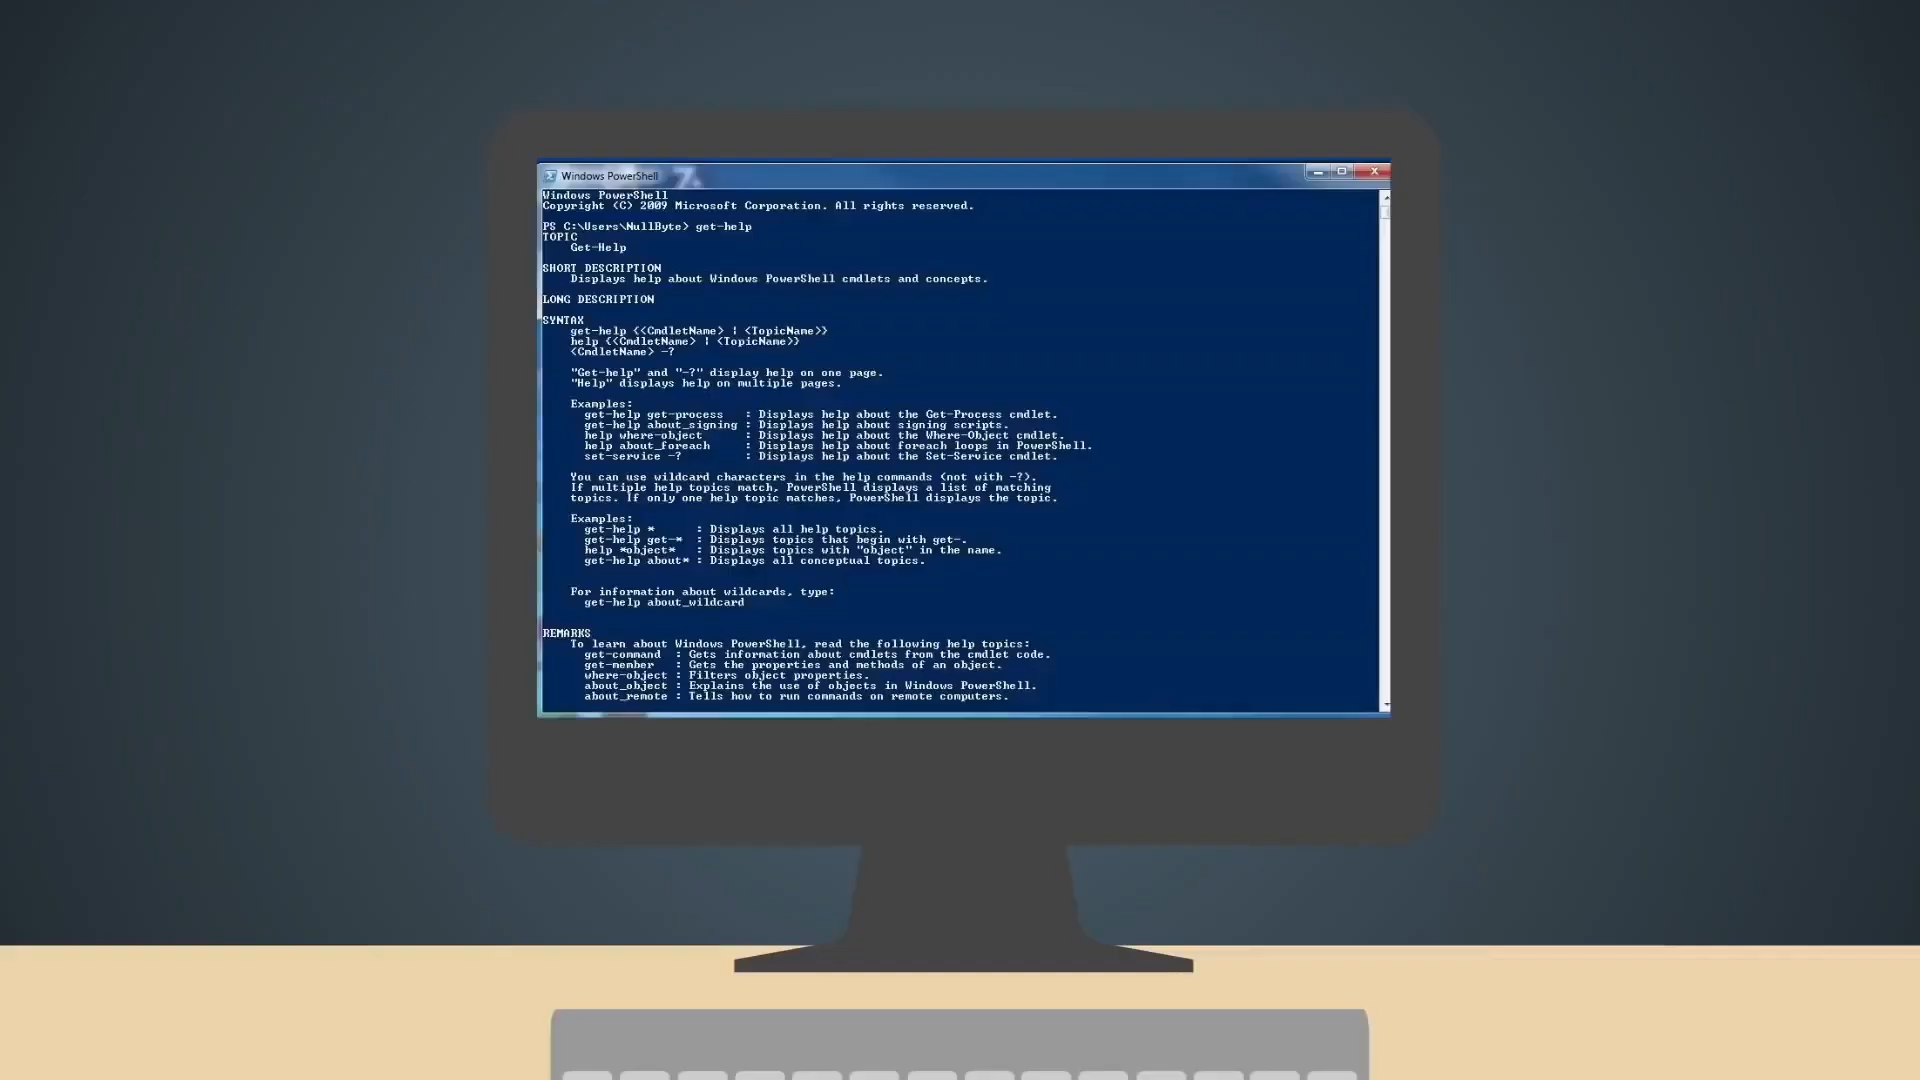 Windows PowerShell
Windows PowerShell
Copyright (C) 2009 Microsoft Corporation. All rights reserved.
PS C:\Users\NullByte> get-help
TOPIC
Get-Help
SHORT DESCRIPTION
Displays help about Windows PowerShell cmdlets and concepts.
LONG DESCRIPTION
SYNTAX
get-help {<CmdletName> | <TopicName>}
help {<CmdletName> | <TopicName>}
<CmdletName> -?
"Get-help" and "-?" display help on one page.
"Help" displays help on multiple pages.
Examples:
get-help get-process : Displays help about the Get-Process cmdlet.
get-help about_signing : Displays help about signing scripts.
help where-object : Displays help about the Where-Object cmdlet.
help about_foreach : Displays help about foreach loops in PowerShell.
set-service -? : Displays help about the Set-Service cmdlet.
You can use wildcard characters in the help commands (not with -?).
If multiple help topics match, PowerShell displays a list of matching
topics. If only one help topic matches, PowerShell displays the topic.
Examples:
get-help * : Displays all help topics.
get-help get-* : Displays topics that begin with get-.
help *object* : Displays topics with "object" in the name.
get-help about* : Displays all conceptual topics.
For information about wildcards, type:
get-help about_wildcard
REMARKS
To learn about Windows PowerShell, read the following help topics:
get-command : Gets information about cmdlets from the cmdlet code.
get-member : Gets the properties and methods of an object.
where-object : Filters object properties.
about_object : Explains the use of objects in Windows PowerShell.
about_remote : Tells how to run commands on remote computers.